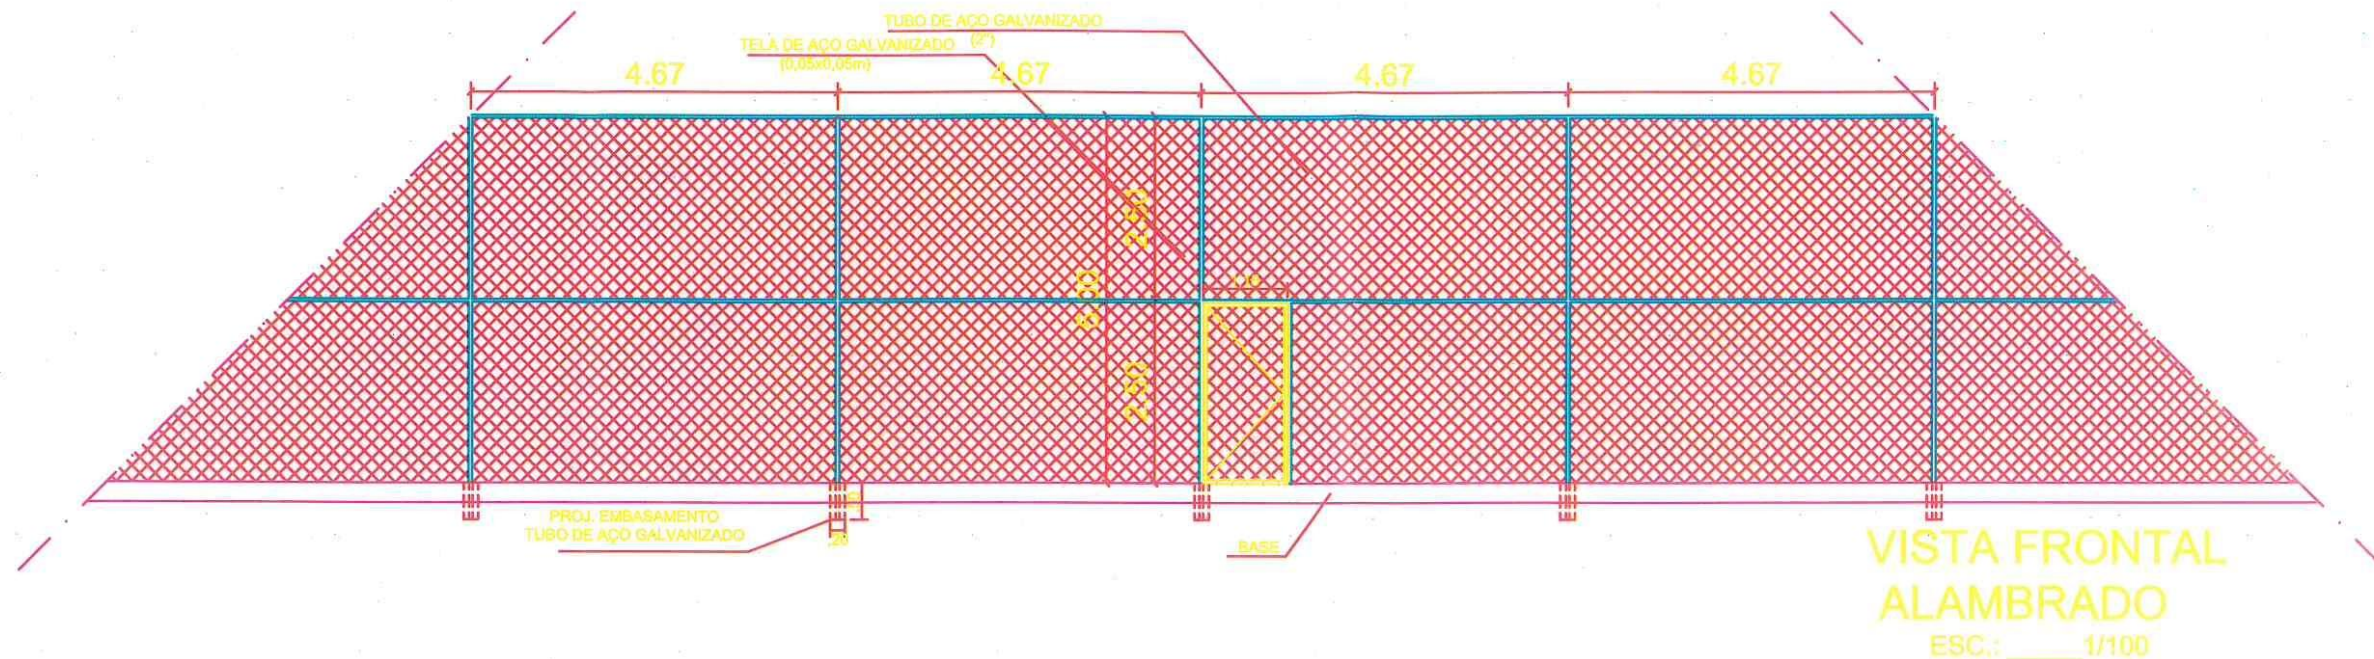 TUBO DE AÇO GALVANIZADO
(2")
TELA DE AÇO GALVANIZADO
(0,05x0,05m)
4.67
4.67
4.67
4.67
2.50
5.00
2.50
PROJ. EMBASAMENTO
TUBO DE AÇO GALVANIZADO
.20
BASE
VISTA FRONTAL
ALAMBRADO
ESC.: ______1/100